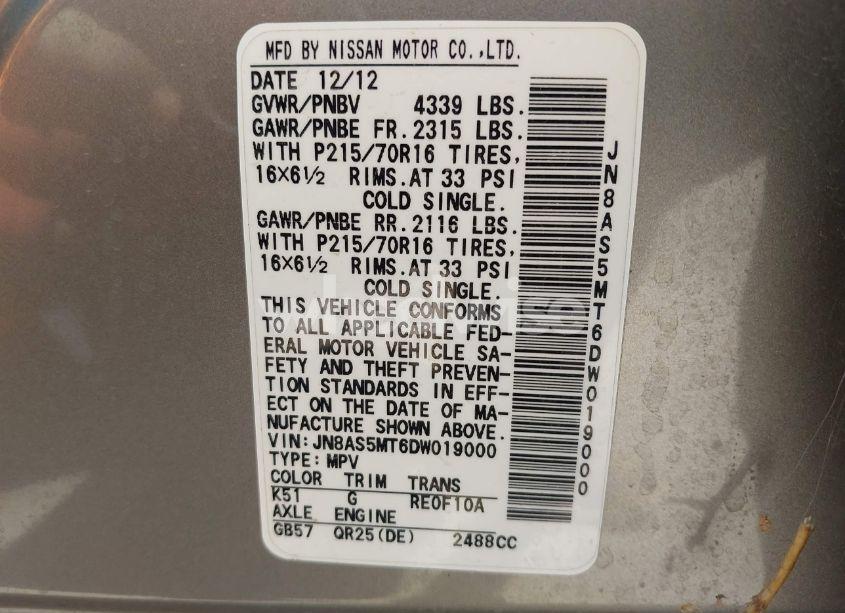 MFD BY NISSAN MOTOR CO.,LTD.
DATE 12/12
GVWR/PNBV 4339 LBS.
GAWR/PNBE FR.2315 LBS.
WITH P215/70R16 TIRES,
16X6½ RIMS.AT 33 PSI
COLD SINGLE.
GAWR/PNBE RR.2116 LBS.
WITH P215/70R16 TIRES,
16X6½ RIMS.AT 33 PSI
COLD SINGLE.
THIS VEHICLE CONFORMS
TO ALL APPLICABLE FED-
ERAL MOTOR VEHICLE SA-
FETY AND THEFT PREVEN-
TION STANDARDS IN EFF-
ECT ON THE DATE OF MA-
NUFACTURE SHOWN ABOVE.
VIN:JN8AS5MT6DW019000
TYPE:MPV
COLOR TRIM TRANS
K51 G RE0F10A
AXLE ENGINE
GB57 QR25(DE) 2488CC
JN8AS5MT6DW019000